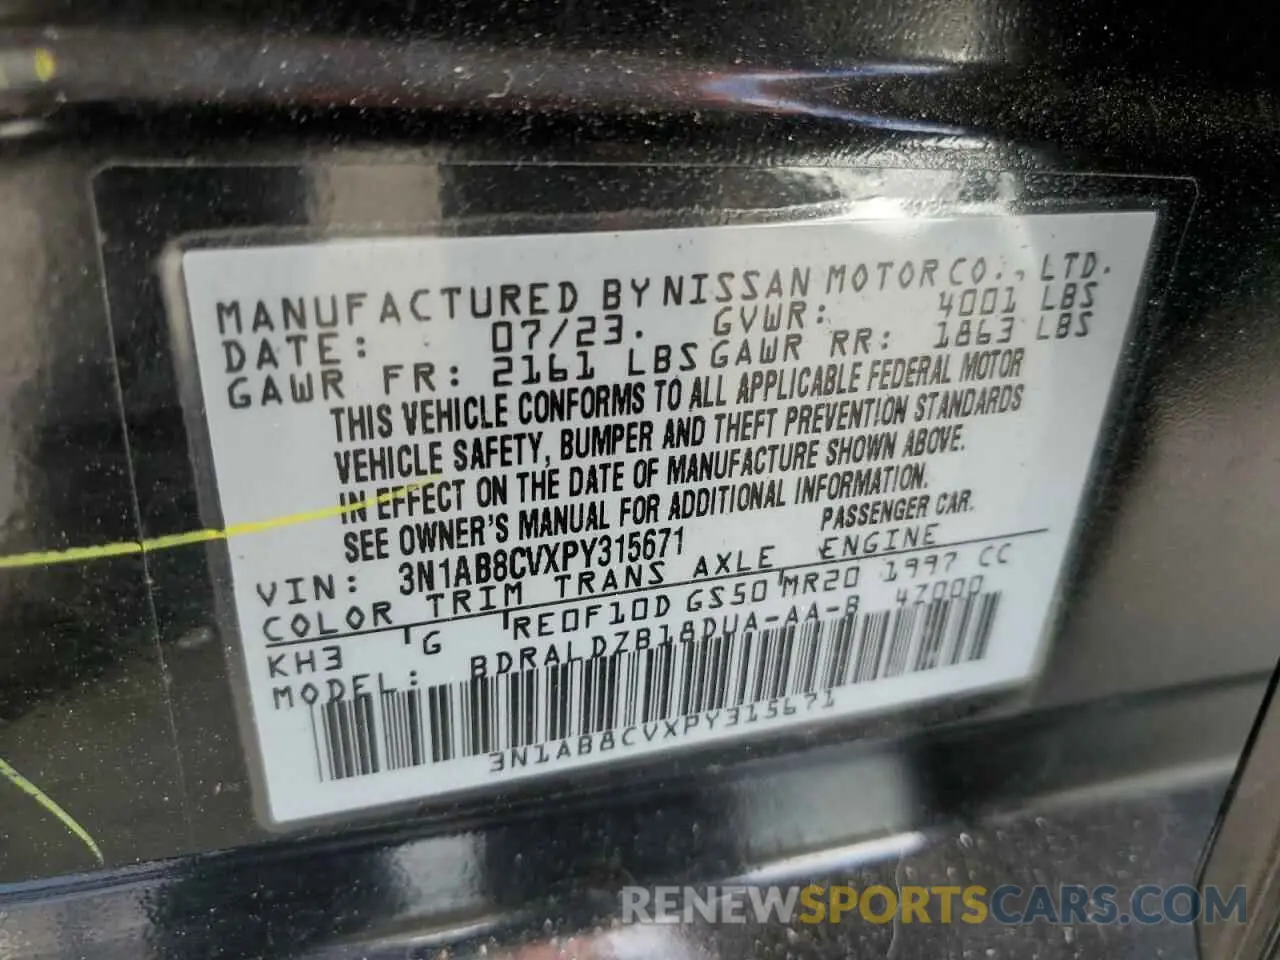 MANUFACTURED BY NISSAN MOTOR CO., LTD.
DATE: 07/23. GVWR: 4001 LBS
GAWR FR: 2161 LBS GAWR RR: 1863 LBS
THIS VEHICLE CONFORMS TO ALL APPLICABLE FEDERAL MOTOR
VEHICLE SAFETY, BUMPER AND THEFT PREVENTION STANDARDS
IN EFFECT ON THE DATE OF MANUFACTURE SHOWN ABOVE.
SEE OWNER'S MANUAL FOR ADDITIONAL INFORMATION.
VIN: 3N1AB8CVXPY315671 PASSENGER CAR.
COLOR TRIM TRANS AXLE ENGINE
KH3 G RE0F10D GS50 MR20 1997 CC
MODEL: BDRALDZB18DUA-AA-B 47000
3N1AB8CVXPY315671
RENEWSPORTSCARS.COM